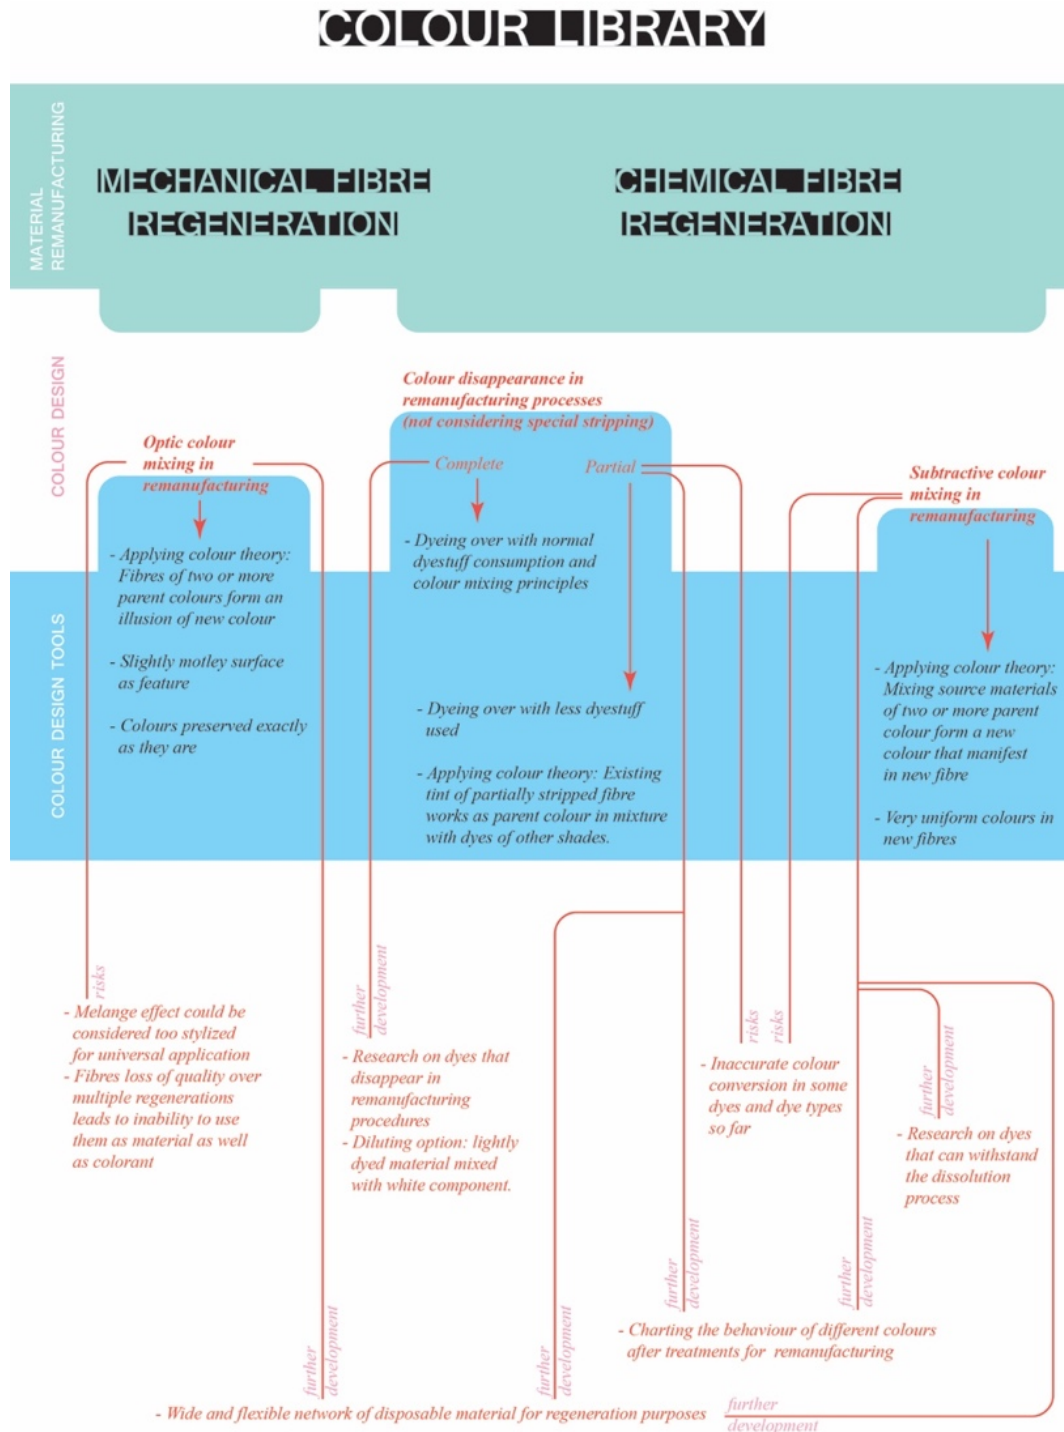 COLOUR LIBRARY
MATERIAL
REMANUFACTURING
MECHANICAL FIBRE
REGENERATION
CHEMICAL FIBRE
REGENERATION
COLOUR DESIGN
Optic colour
mixing in
remanufacturing
Colour disappearance in
remanufacturing processes
(not considering special stripping)
Complete
Partial
Subtractive colour
mixing in
remanufacturing
COLOUR DESIGN TOOLS
- Applying colour theory:
Fibres of two or more
parent colours form an
illusion of new colour
- Slightly motley surface
as feature
- Colours preserved exactly
as they are
- Dyeing over with normal
dyestuff consumption and
colour mixing principles
- Dyeing over with less dyestuff
used
- Applying colour theory: Existing
tint of partially stripped fibre
works as parent colour in mixture
with dyes of other shades.
- Applying colour theory:
Mixing source materials
of two or more parent
colour form a new
colour that manifest
in new fibre
- Very uniform colours in
new fibres
risks
- Melange effect could be
considered too stylized
for universal application
- Fibres loss of quality over
multiple regenerations
leads to inability to use
them as material as well
as colorant
further
development
- Research on dyes that
disappear in
remanufacturing
procedures
- Diluting option: lightly
dyed material mixed
with white component.
risks
risks
- Inaccurate colour
conversion in some
dyes and dye types
so far
further
development
- Research on dyes
that can withstand
the dissolution
process
further
development
further
development
- Charting the behaviour of different colours
after treatments for remanufacturing
further
development
further
development
- Wide and flexible network of disposable material for regeneration purposes
further
development